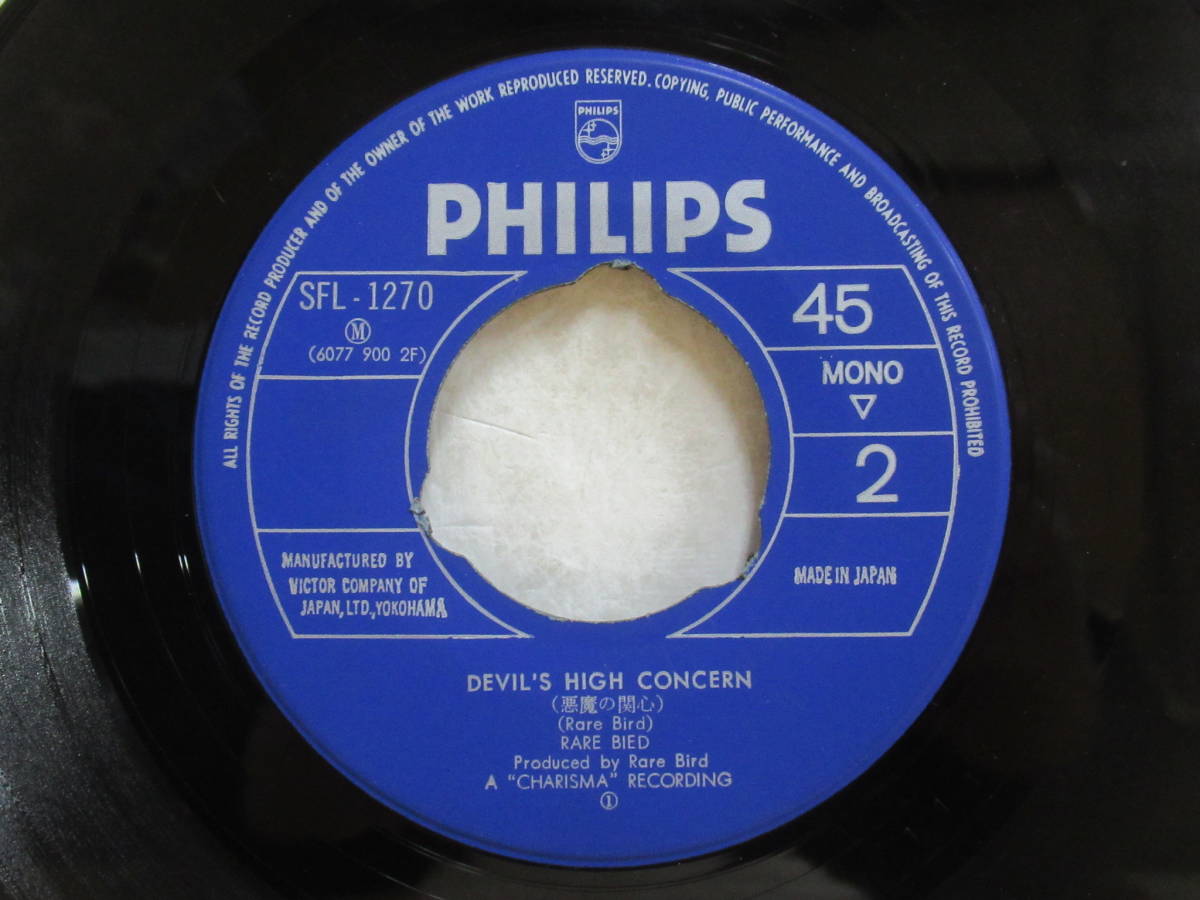 ALL RIGHTS OF THE RECORD PRODUCER AND OF THE OWNER OF THE WORK REPRODUCED RESERVED. COPYING, PUBLIC PERFORMANCE AND BROADCASTING OF THIS RECORD PROHIBITED
PHILIPS
PHILIPS
SFL-1270
Ⓜ
(6077 900 2F)
45
MONO
▽
2
MANUFACTURED BY
VICTOR COMPANY OF
JAPAN, LTD., YOKOHAMA
MADE IN JAPAN
DEVIL'S HIGH CONCERN
(悪魔の関心)
(Rare Bird)
RARE BIED
Produced by Rare Bird
A "CHARISMA" RECORDING
①